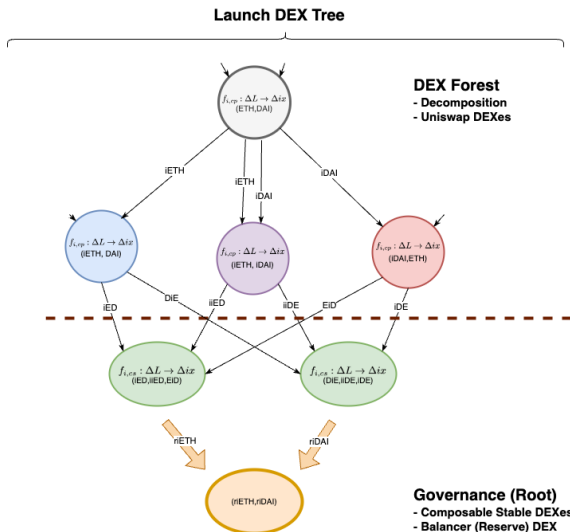 Launch DEX Tree
DEX Forest
- Decomposition
- Uniswap DEXes
f_{i,cp} : ΔL → Δix
(ETH,DAI)
iETH
iETH
iDAI
iDAI
f_{i,cp} : ΔL → Δix
(iETH, DAI)
f_{i,cp} : ΔL → Δix
(iETH, iDAI)
f_{i,cp} : ΔL → Δix
(iDAI,ETH)
iED
DiE
iiED
iiDE
EiD
iDE
f_{i,cs} : ΔL → Δix
(iED,iiED,EiD)
f_{i,cs} : ΔL → Δix
(DiE,iiDE,iDE)
riETH
riDAI
(riETH,riDAI)
Governance (Root)
- Composable Stable DEXes
- Balancer (Reserve) DEX